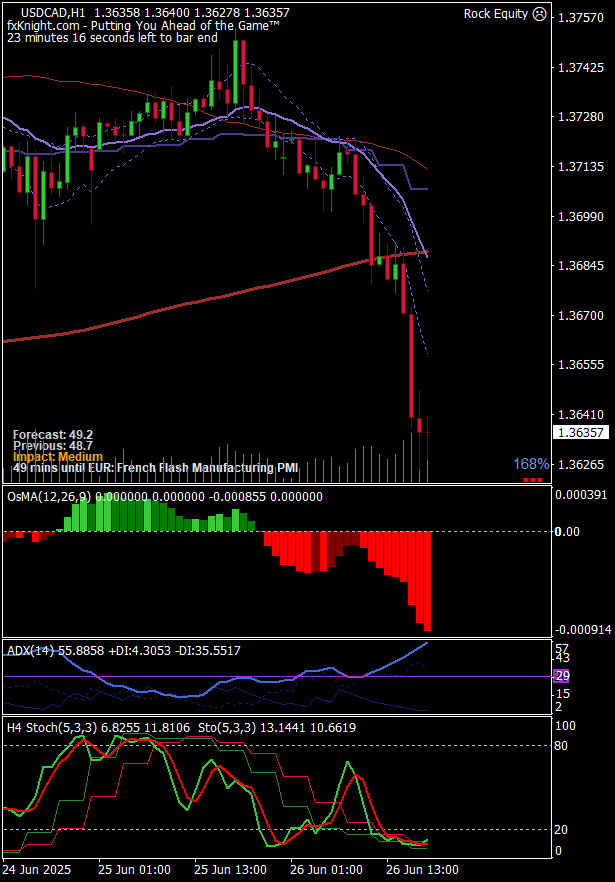 USDCAD,H1 1.36358 1.36400 1.36278 1.36357
Rock Equity
fxKnight.com - Putting You Ahead of the Game™
23 minutes 16 seconds left to bar end
1.37570
1.37425
1.37280
1.37135
1.36990
1.36845
1.36700
1.36555
1.36410
1.36357
1.36265
Forecast: 49.2
Previous: 48.7
Impact: Medium
49 mins until EUR: French Flash Manufacturing PMI
168%
OsMA(12,26,9) 0.000000 0.000000 -0.000855 0.000000
0.000391
0.00
-0.000914
ADX(14) 55.8858 +DI:4.3053 -DI:35.5517
57
43
29
15
2
H4 Stoch(5,3,3) 6.8255 11.8106 Sto(5,3,3) 13.1441 10.6619
100
80
20
0
24 Jun 2025
25 Jun 01:00
25 Jun 13:00
26 Jun 01:00
26 Jun 13:00